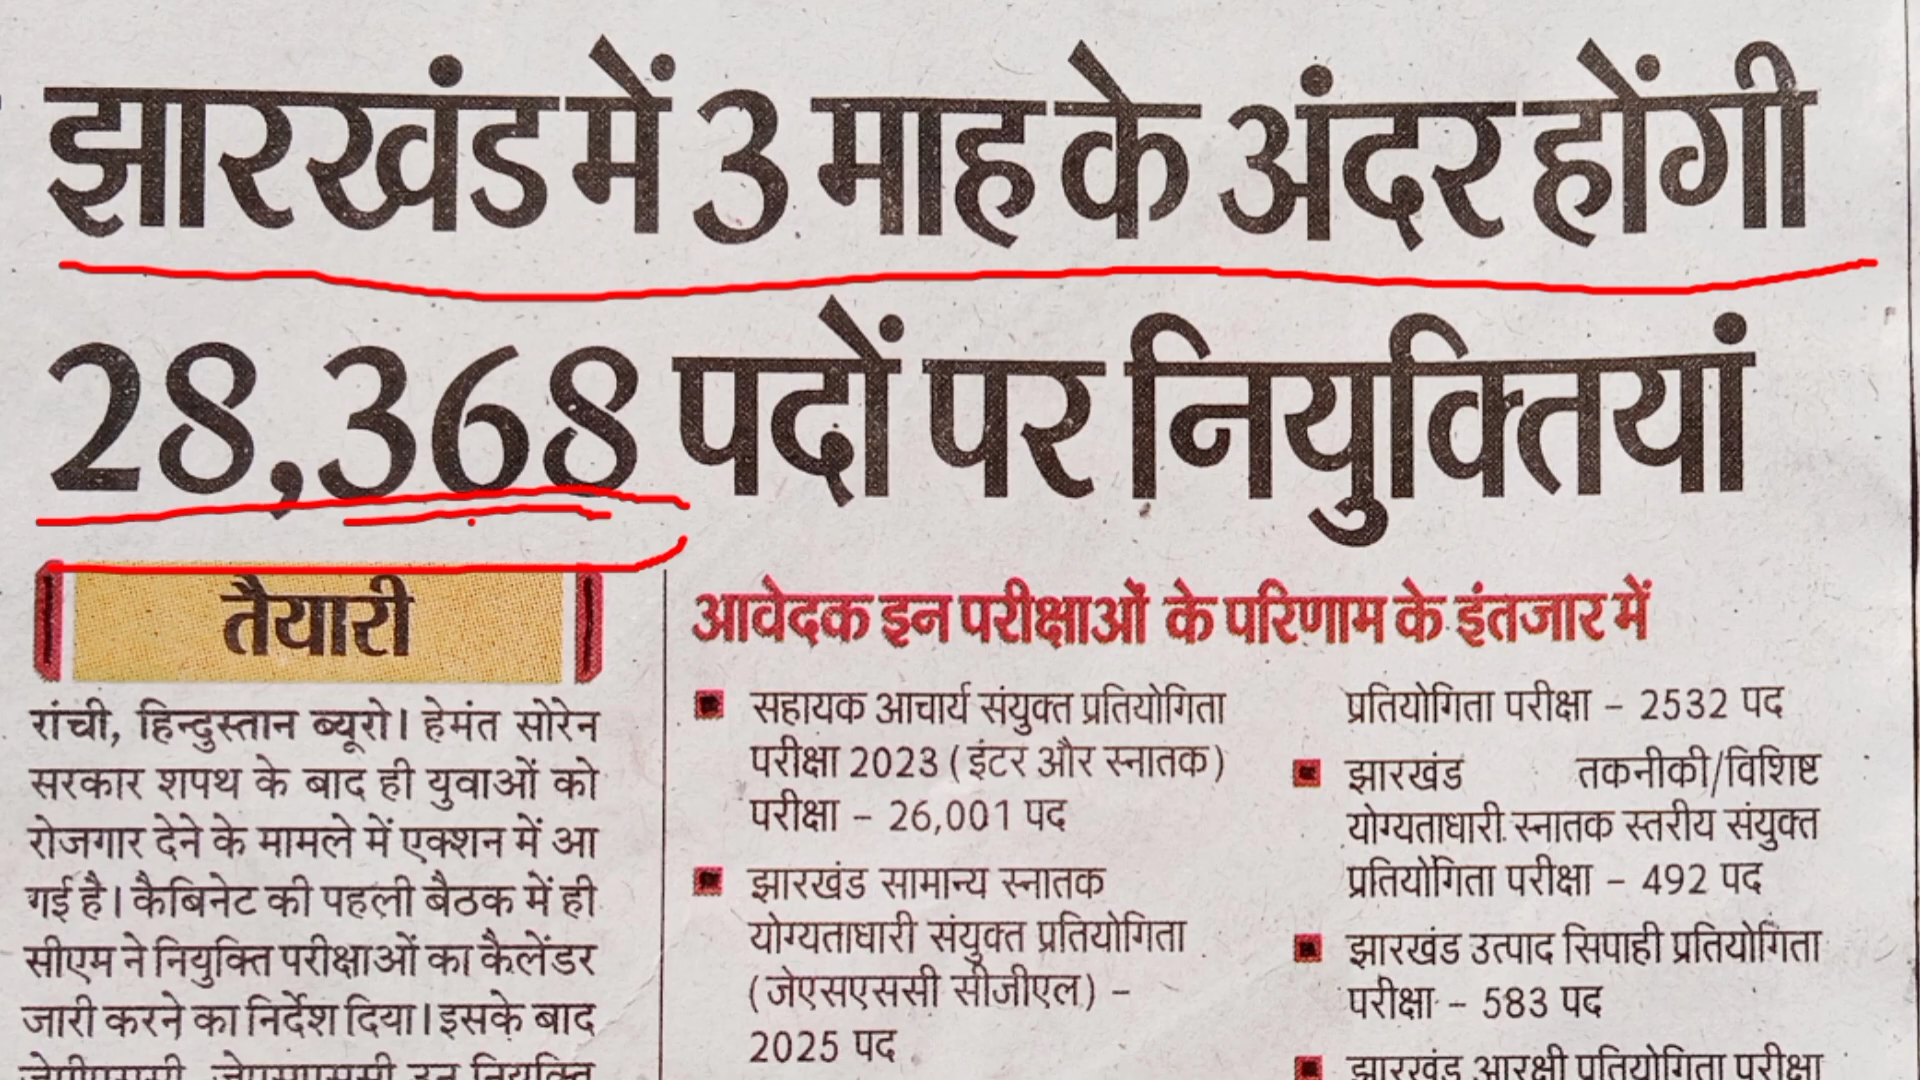 झारखंड में 3 माह के अंदर होंगी
28,368 पदों पर नियुक्तियां
तैयारी
रांची, हिन्दुस्तान ब्यूरो। हेमंत सोरेन
सरकार शपथ के बाद ही युवाओं को
रोजगार देने के मामले में एक्शन में आ
गई है। कैबिनेट की पहली बैठक में ही
सीएम ने नियुक्ति परीक्षाओं का कैलेंडर
जारी करने का निर्देश दिया। इसके बाद
आवेदक इन परीक्षाओं के परिणाम के इंतजार में
सहायक आचार्य संयुक्त प्रतियोगिता
परीक्षा 2023 (इंटर और स्नातक)
परीक्षा – 26,001 पद
झारखंड सामान्य स्नातक
योग्यताधारी संयुक्त प्रतियोगिता
(जेएसएससी सीजीएल) –
2025 पद
प्रतियोगिता परीक्षा – 2532 पद
झारखंड तकनीकी/विशिष्ट
योग्यताधारी स्नातक स्तरीय संयुक्त
प्रतियोगिता परीक्षा – 492 पद
झारखंड उत्पाद सिपाही प्रतियोगिता
परीक्षा – 583 पद
झारखंड आरक्षी प्रतियोगिता परीक्षा